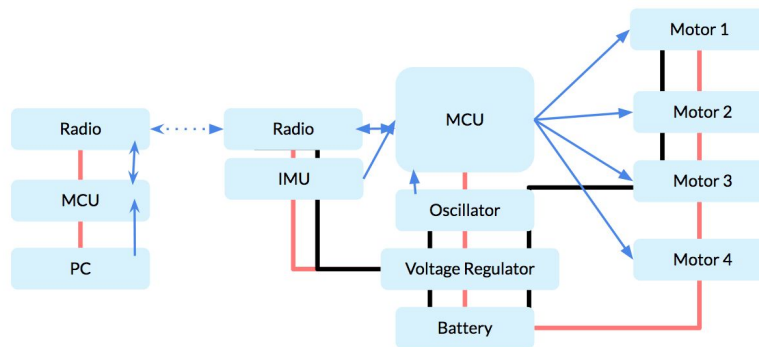 Motor 1
Radio
Radio
MCU
Motor 2
MCU
IMU
Motor 3
Oscillator
PC
Voltage Regulator
Motor 4
Battery